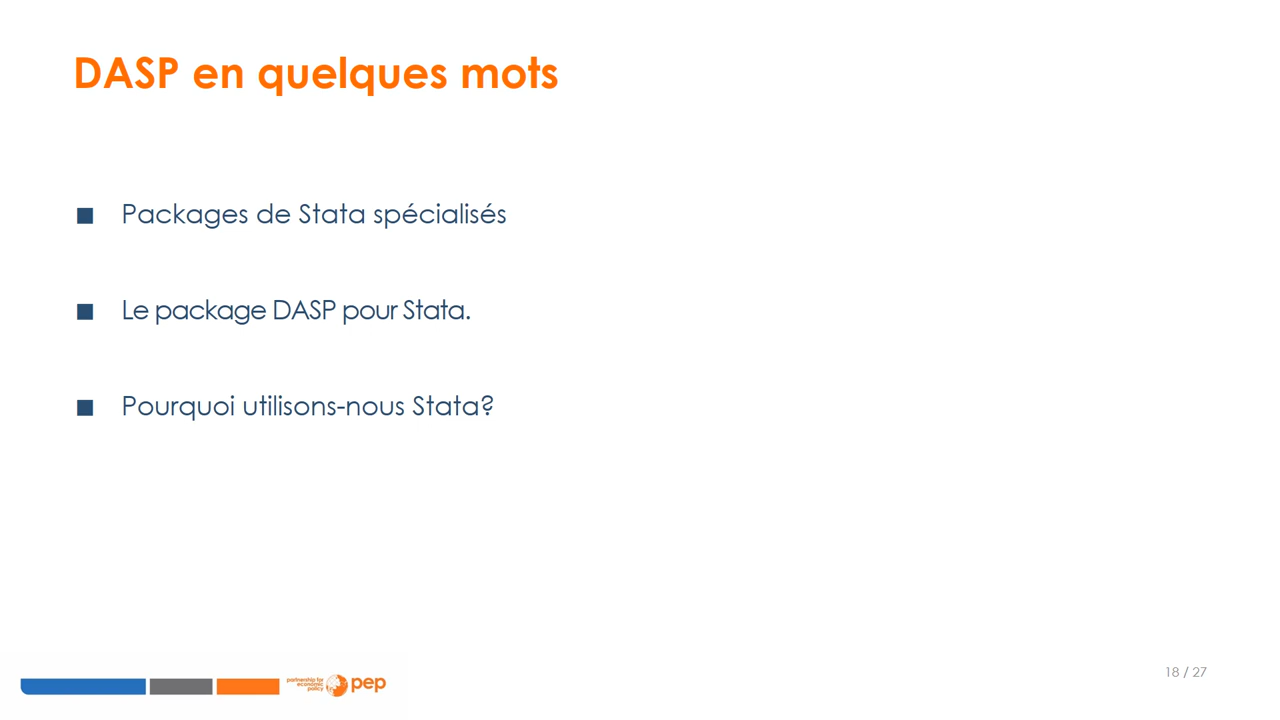 DASP en quelques mots
Packages de Stata spécialisés
Le package DASP pour Stata.
Pourquoi utilisons-nous Stata?
partnership for
economic
policy
pep
18 / 27